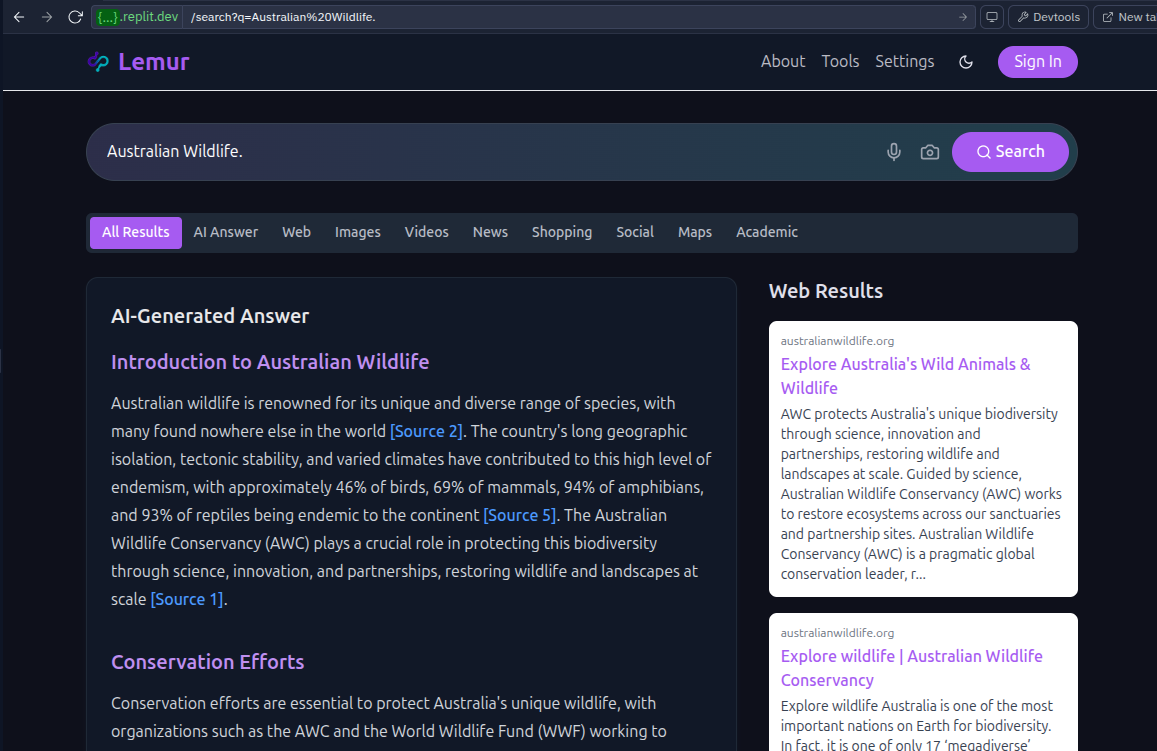 {...}.replit.dev /search?q=Australian%20Wildlife.
Devtools
New ta
Lemur
About Tools Settings Sign In
Australian Wildlife.
Search
All Results AI Answer Web Images Videos News Shopping Social Maps Academic
AI-Generated Answer
Introduction to Australian Wildlife
Australian wildlife is renowned for its unique and diverse range of species, with
many found nowhere else in the world [Source 2]. The country's long geographic
isolation, tectonic stability, and varied climates have contributed to this high level of
endemism, with approximately 46% of birds, 69% of mammals, 94% of amphibians,
and 93% of reptiles being endemic to the continent [Source 5]. The Australian
Wildlife Conservancy (AWC) plays a crucial role in protecting this biodiversity
through science, innovation, and partnerships, restoring wildlife and landscapes at
scale [Source 1].
Conservation Efforts
Conservation efforts are essential to protect Australia's unique wildlife, with
organizations such as the AWC and the World Wildlife Fund (WWF) working to
Web Results
australianwildlife.org
Explore Australia's Wild Animals &
Wildlife
AWC protects Australia's unique biodiversity
through science, innovation and
partnerships, restoring wildlife and
landscapes at scale. Guided by science,
Australian Wildlife Conservancy (AWC) works
to restore ecosystems across our sanctuaries
and partnership sites. Australian Wildlife
Conservancy (AWC) is a pragmatic global
conservation leader, r...
australianwildlife.org
Explore wildlife | Australian Wildlife
Conservancy
Explore wildlife Australia is one of the most
important nations on Earth for biodiversity.
In fact, it is one of only 17 ‘megadiverse’